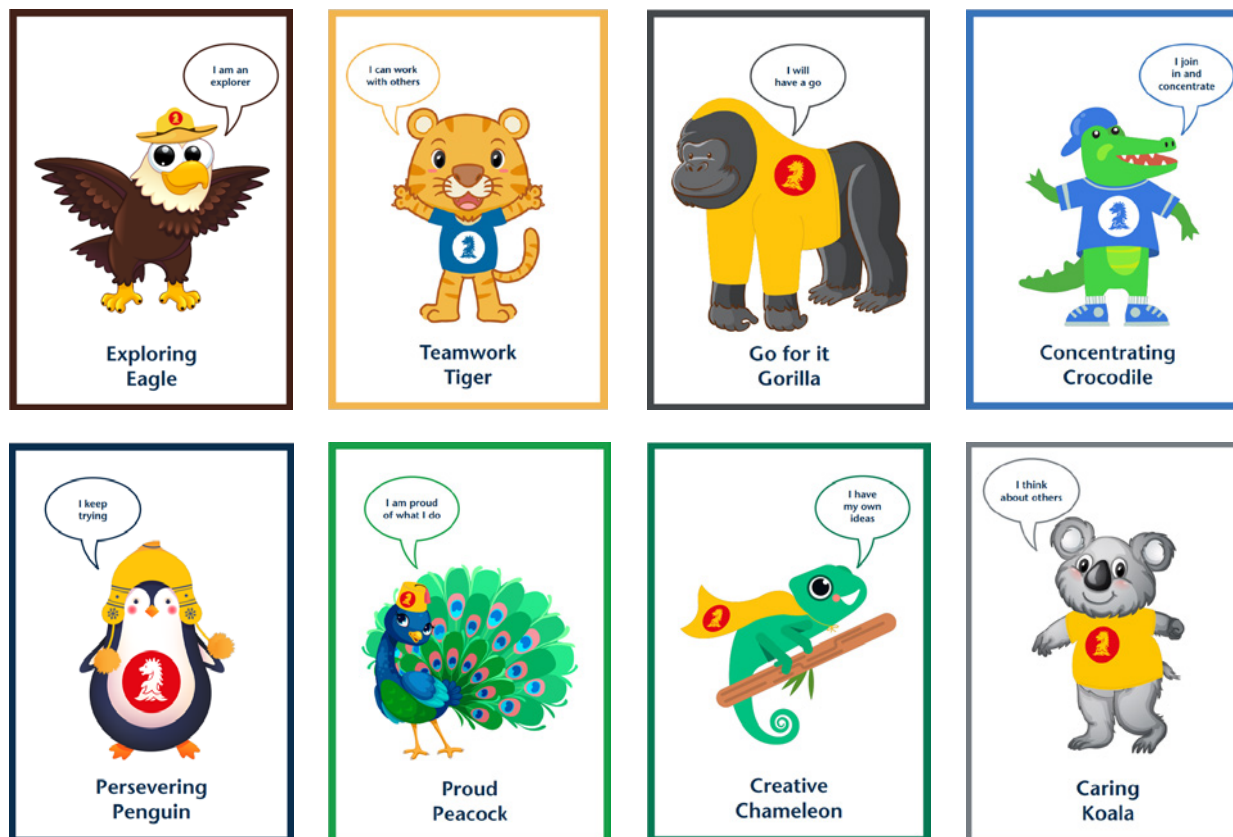 I am an
explorer
Exploring
Eagle
I can work
with others
Teamwork
Tiger
I will
have a go
Go for it
Gorilla
I join
in and
concentrate
Concentrating
Crocodile
I keep
trying
Persevering
Penguin
I am proud
of what I do
Proud
Peacock
I have
my own
ideas
Creative
Chameleon
I think
about others
Caring
Koala